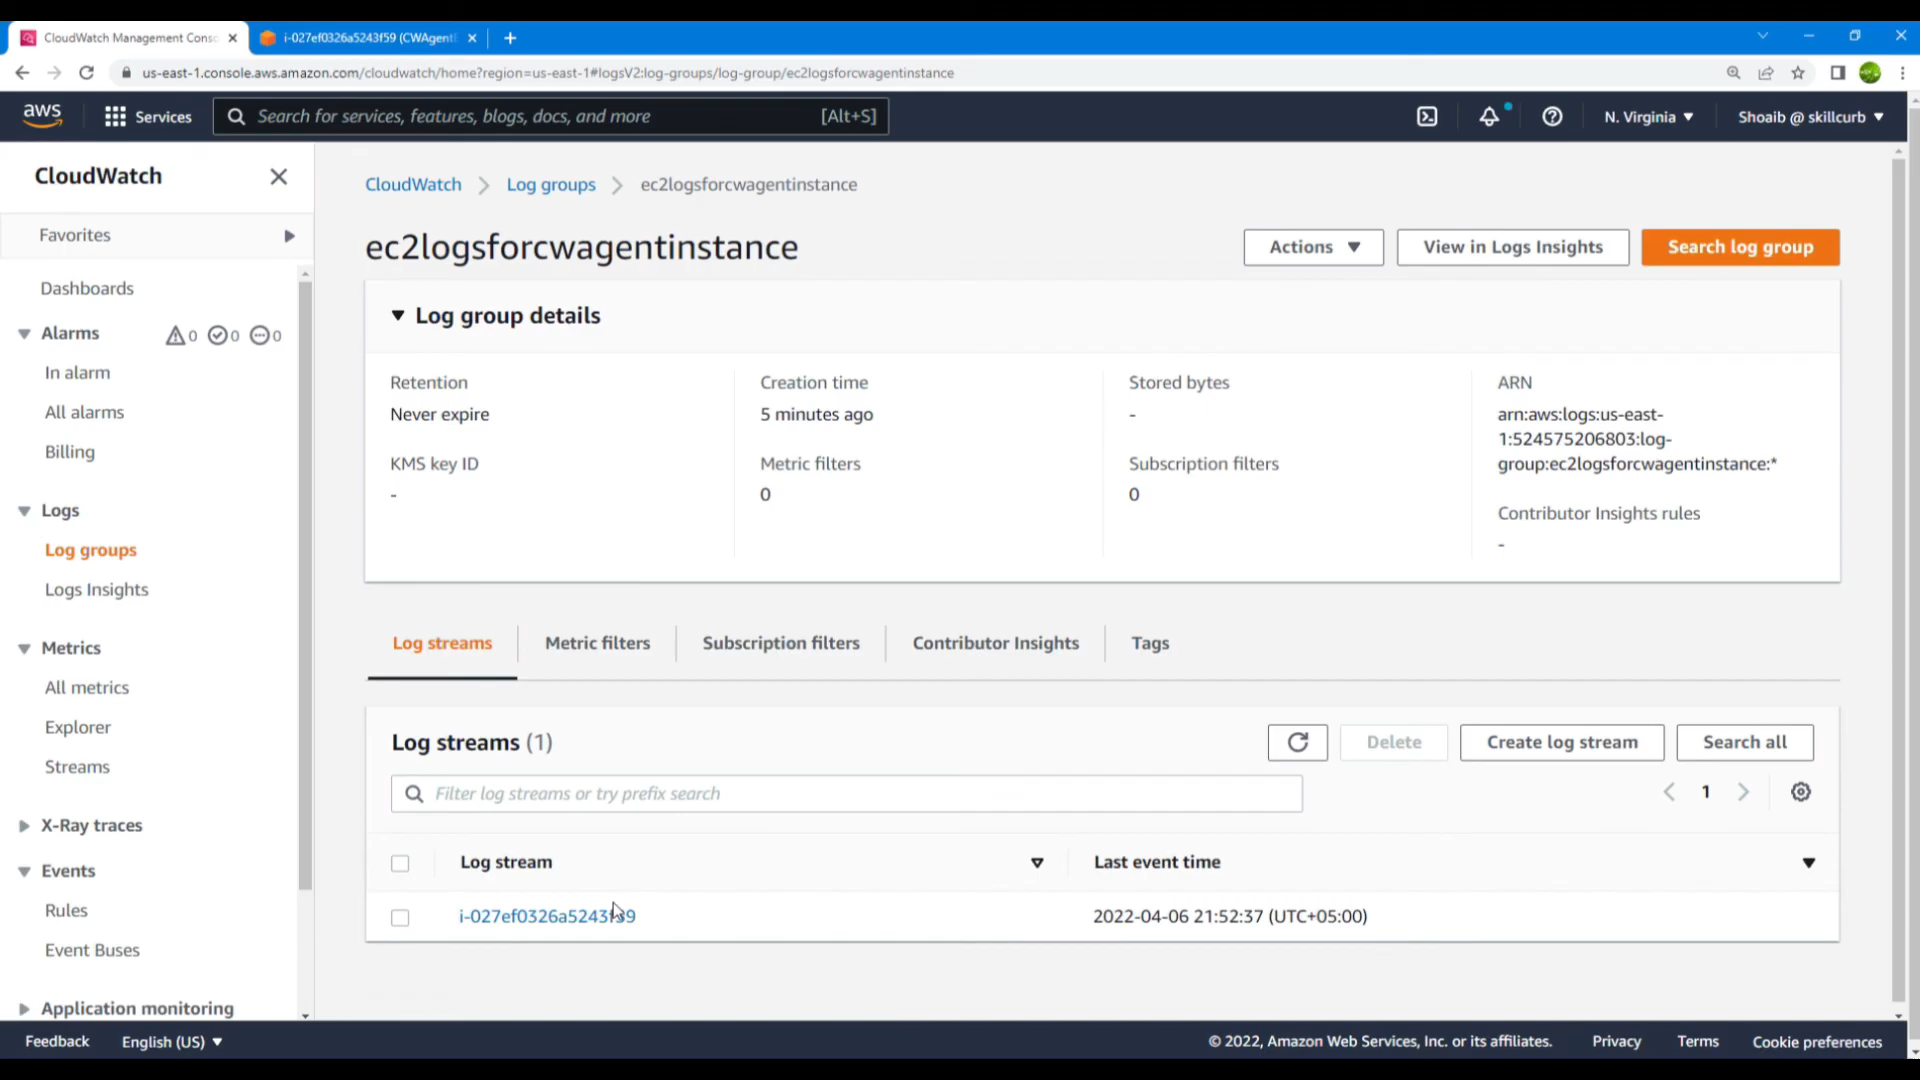 CloudWatch Management Cons
i-027ef0326a5243f59 (CWAgent
us-east-1.console.aws.amazon.com/cloudwatch/home?region=us-east-1#logsV2:log-groups/log-group/ec2logsforcwagentinstance
aws
Services
Search for services, features, blogs, docs, and more
[Alt+S]
N. Virginia
Shoaib @ skillcurb
CloudWatch
Favorites
Dashboards
Alarms
0
0
0
In alarm
All alarms
Billing
Logs
Log groups
Logs Insights
Metrics
All metrics
Explorer
Streams
X-Ray traces
Events
Rules
Event Buses
Application monitoring
CloudWatch
Log groups
ec2logsforcwagentinstance
ec2logsforcwagentinstance
Actions
View in Logs Insights
Search log group
Log group details
Retention
Never expire
KMS key ID
-
Creation time
5 minutes ago
Metric filters
0
Stored bytes
-
Subscription filters
0
ARN
arn:aws:logs:us-east-
1:524575206803:log-
group:ec2logsforcwagentinstance:*
Contributor Insights rules
-
Log streams
Metric filters
Subscription filters
Contributor Insights
Tags
Log streams (1)
Delete
Create log stream
Search all
Filter log streams or try prefix search
1
Log stream
Last event time
i-027ef0326a5243f59
2022-04-06 21:52:37 (UTC+05:00)
Feedback
English (US)
© 2022, Amazon Web Services, Inc. or its affiliates.
Privacy
Terms
Cookie preferences